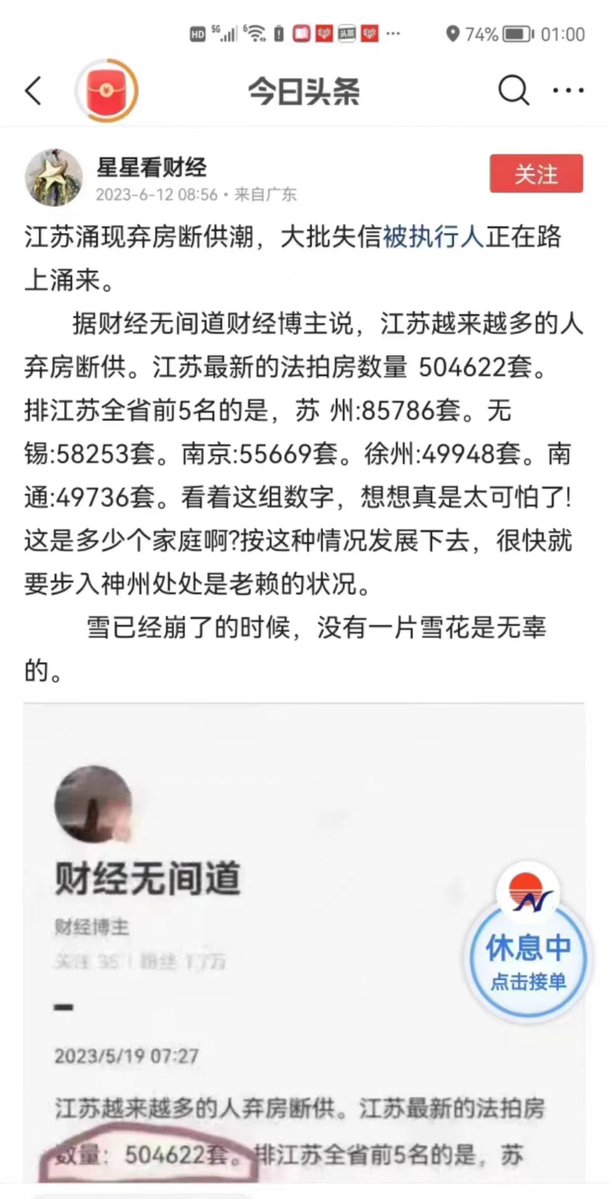 HD 5G 6 头条 74% 01:00
今日头条
星星看财经
关注
2023-6-12 08:56・来自广东
江苏涌现弃房断供潮，大批失信被执行人正在路
上涌来。
据财经无间道财经博主说，江苏越来越多的人
弃房断供。江苏最新的法拍房数量 504622套。
排江苏全省前5名的是，苏 州:85786套。无
锡:58253套。南京:55669套。徐州:49948套。南
通:49736套。看着这组数字，想想真是太可怕了!
这是多少个家庭啊?按这种情况发展下去，很快就
要步入神州处处是老赖的状况。
雪已经崩了的时候，没有一片雪花是无辜
的。
财经无间道
财经博主
关注 35 | 粉丝 1.7万
休息中
点击接单
2023/5/19 07:27
江苏越来越多的人弃房断供。江苏最新的法拍房
数量：504622套。排江苏全省前5名的是，苏